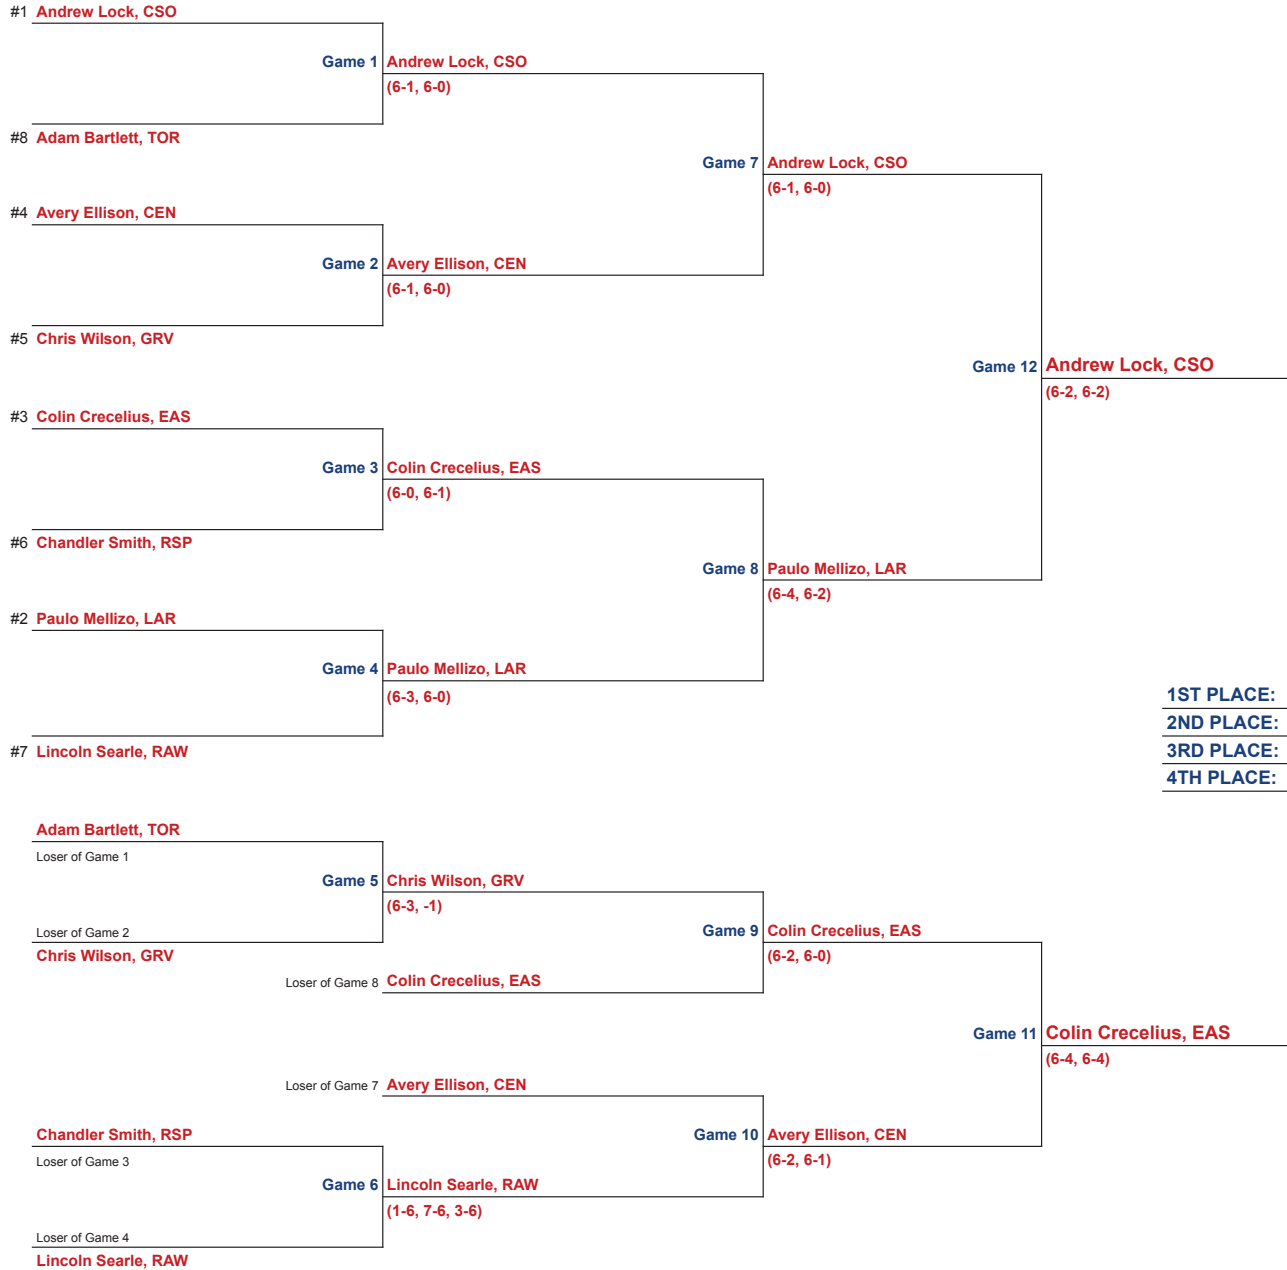 #1 Andrew Lock, CSO
Game 1 Andrew Lock, CSO
(6-1, 6-0)
#8 Adam Bartlett, TOR
Game 7 Andrew Lock, CSO
(6-1, 6-0)
#4 Avery Ellison, CEN
Game 2 Avery Ellison, CEN
(6-1, 6-0)
#5 Chris Wilson, GRV
Game 12 Andrew Lock, CSO
(6-2, 6-2)
#3 Colin Crecelius, EAS
Game 3 Colin Crecelius, EAS
(6-0, 6-1)
#6 Chandler Smith, RSP
Game 8 Paulo Mellizo, LAR
(6-4, 6-2)
#2 Paulo Mellizo, LAR
Game 4 Paulo Mellizo, LAR
(6-3, 6-0)
#7 Lincoln Searle, RAW
1ST PLACE:
2ND PLACE:
3RD PLACE:
4TH PLACE:
Adam Bartlett, TOR
Loser of Game 1
Game 5 Chris Wilson, GRV
(6-3, -1)
Loser of Game 2
Chris Wilson, GRV
Game 9 Colin Crecelius, EAS
(6-2, 6-0)
Loser of Game 8 Colin Crecelius, EAS
Game 11 Colin Crecelius, EAS
(6-4, 6-4)
Loser of Game 7 Avery Ellison, CEN
Chandler Smith, RSP
Loser of Game 3
Game 10 Avery Ellison, CEN
(6-2, 6-1)
Game 6 Lincoln Searle, RAW
(1-6, 7-6, 3-6)
Loser of Game 4
Lincoln Searle, RAW